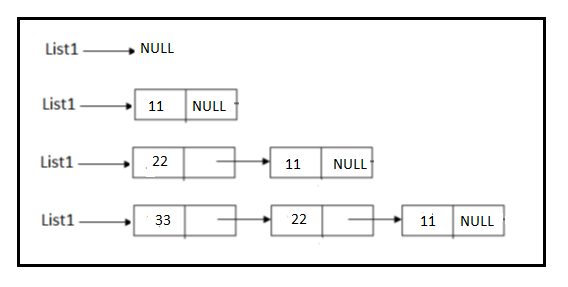 List1 NULL
List1 11 NULL
List1 22 11 NULL
List1 33 22 11 NULL